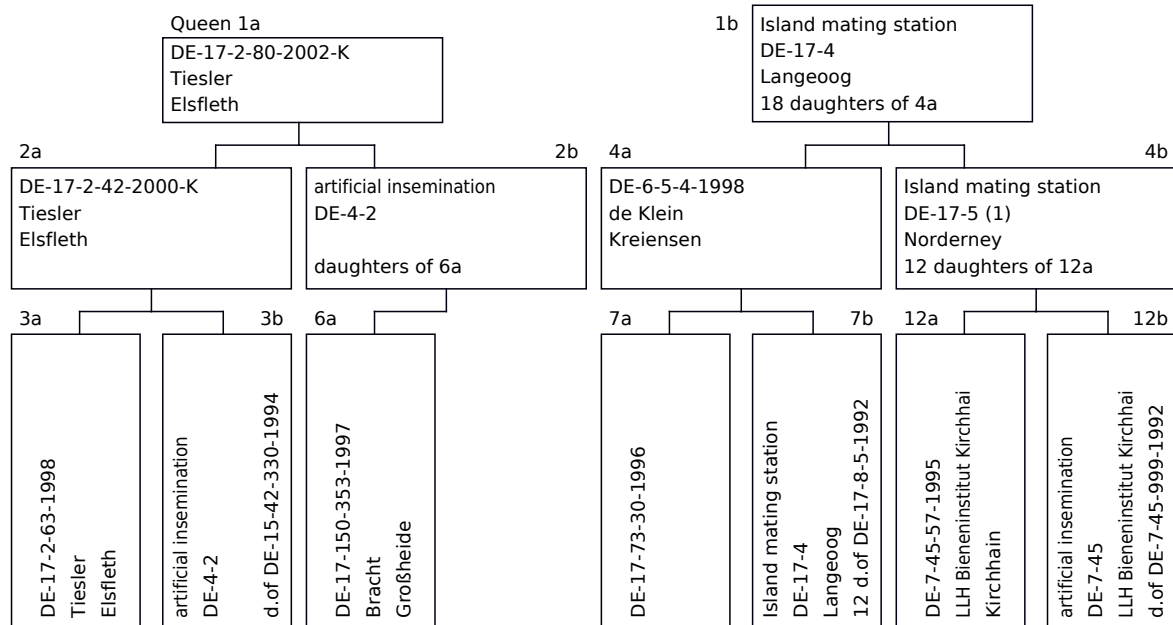 Queen 1a
DE-17-2-80-2002-K
Tiesler
Elsfleth
1b
Island mating station
DE-17-4
Langeoog
18 daughters of 4a
2a
DE-17-2-42-2000-K
Tiesler
Elsfleth
2b
artificial insemination
DE-4-2
daughters of 6a
4a
DE-6-5-4-1998
de Klein
Kreiensen
4b
Island mating station
DE-17-5 (1)
Norderney
12 daughters of 12a
3a
DE-17-2-63-1998
Tiesler
Elsfleth
3b
artificial insemination
DE-4-2
d.of DE-15-42-330-1994
6a
DE-17-150-353-1997
Bracht
Großheide
7a
DE-17-73-30-1996
7b
Island mating station
DE-17-4
Langeoog
12 d.of DE-17-8-5-1992
12a
DE-7-45-57-1995
LLH Bieneninstitut Kirchhai
Kirchhain
12b
artificial insemination
DE-7-45
LLH Bieneninstitut Kirchhai
d.of DE-7-45-999-1992